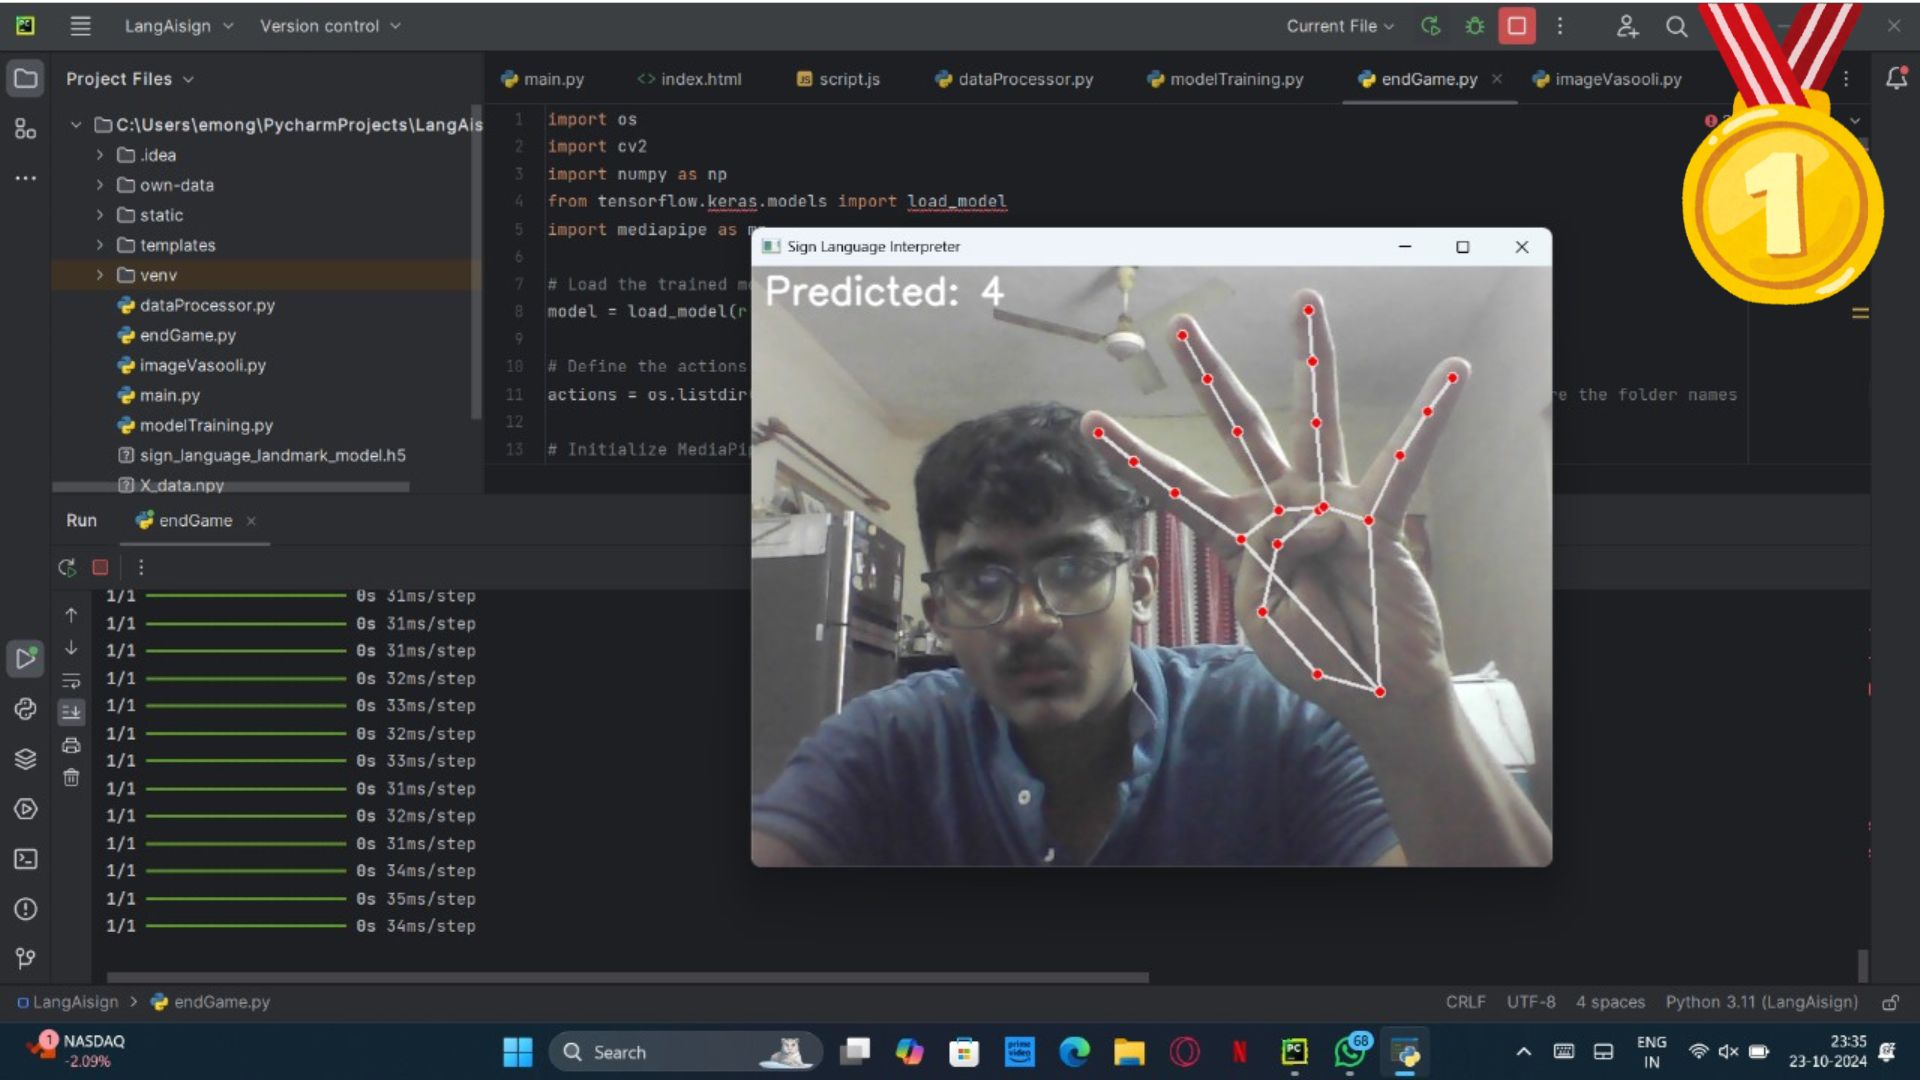 LangAisign
Version control
Current File
Project Files
main.py
index.html
script.js
dataProcessor.py
modelTraining.py
endGame.py
imageVasooli.py
C:\Users\emong\PycharmProjects\LangAis
.idea
own-data
static
templates
venv
dataProcessor.py
endGame.py
imageVasooli.py
main.py
modelTraining.py
sign_language_landmark_model.h5
X_data.npy
1 import os
2 import cv2
3 import numpy as np
4 from tensorflow.keras.models import load_model
5 import mediapipe as m
6
7 # Load the trained m
8 model = load_model(r
9
10 # Define the actions
11 actions = os.listdir
re the folder names
12
13 # Initialize MediaPi
1
Sign Language Interpreter
Predicted: 4
Run
endGame
1/1 0s 31ms/step
1/1 0s 31ms/step
1/1 0s 31ms/step
1/1 0s 32ms/step
1/1 0s 33ms/step
1/1 0s 32ms/step
1/1 0s 33ms/step
1/1 0s 31ms/step
1/1 0s 32ms/step
1/1 0s 31ms/step
1/1 0s 34ms/step
1/1 0s 35ms/step
1/1 0s 34ms/step
LangAisign > endGame.py
CRLF UTF-8 4 spaces Python 3.11 (LangAisign)
1
NASDAQ
-2.09%
Search
prime video
PC
68
ENG
IN
23:35
23-10-2024